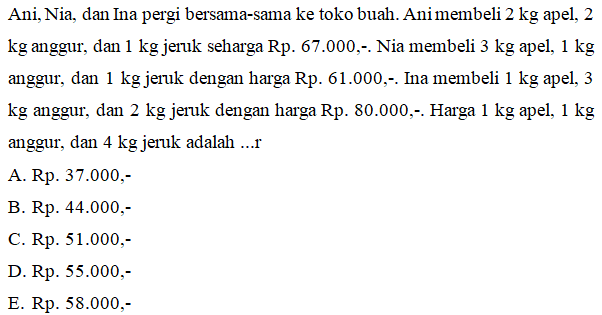 Ani, Nia, dan Ina pergi bersama-sama ke toko buah. Ani membeli 2 kg apel, 2
kg anggur, dan 1 kg jeruk seharga Rp. 67.000,-. Nia membeli 3 kg apel, 1 kg
anggur, dan 1 kg jeruk dengan harga Rp. 61.000,-. Ina membeli 1 kg apel, 3
kg anggur, dan 2 kg jeruk dengan harga Rp. 80.000,-. Harga 1 kg apel, 1 kg
anggur, dan 4 kg jeruk adalah ...r
A. Rp. 37.000,-
B. Rp. 44.000,-
C. Rp. 51.000,-
D. Rp. 55.000,-
E. Rp. 58.000,-